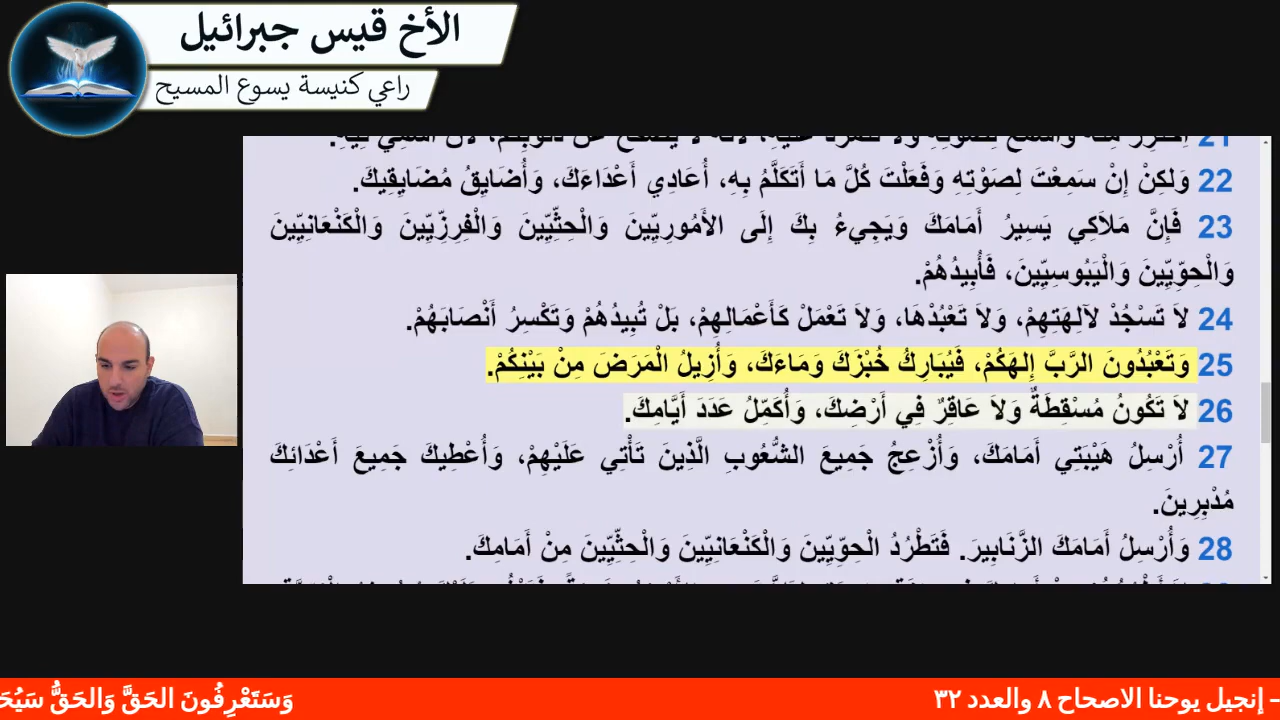 الأخ قيس جبرائيل
راعي كنيسة يسوع المسيح
22 وَلكِنْ إِنْ سَمِعْتَ لِصَوْتِهِ وَفَعَلْتَ كُلَّ مَا أَتَكَلَّمُ بِهِ، أُعَادِي أَعْدَاءَكَ، وَأُضَايِقُ مُضَايِقِيكَ.
23 فَإِنَّ مَلاَكِي يَسِيرُ أَمَامَكَ وَيَجِيءُ بِكَ إِلَى الأَمُورِيِّينَ وَالْحِثِّيِّينَ وَالْفِرِزِّيِّينَ وَالْكَنْعَانِيِّينَ
وَالْحِوِّيِّينَ وَالْيَبُوسِيِّينَ، فَأُبِيدُهُمْ.
24 لاَ تَسْجُدْ لآلِهَتِهِمْ، وَلاَ تَعْبُدْهَا، وَلاَ تَعْمَلْ كَأَعْمَالِهِمْ، بَلْ تُبِيدُهُمْ وَتَكْسِرُ أَنْصَابَهُمْ.
25 وَتَعْبُدُونَ الرَّبَّ إِلهَكُمْ، فَيُبَارِكُ خُبْزَكَ وَمَاءَكَ، وَأُزِيلُ الْمَرَضَ مِنْ بَيْنِكُمْ.
26 لاَ تَكُونُ مُسْقِطَةٌ وَلاَ عَاقِرٌ فِي أَرْضِكَ، وَأُكَمِّلُ عَدَدَ أَيَّامِكَ.
27 أُرْسِلُ هَيْبَتِي أَمَامَكَ، وَأُزْعِجُ جَمِيعَ الشُّعُوبِ الَّذِينَ تَأْتِي عَلَيْهِمْ، وَأُعْطِيكَ جَمِيعَ أَعْدَائِكَ
مُدْبِرِينَ.
28 وَأُرْسِلُ أَمَامَكَ الزَّنَابِيرَ. فَتَطْرُدُ الْحِوِّيِّينَ وَالْكَنْعَانِيِّينَ وَالْحِثِّيِّينَ مِنْ أَمَامِكَ.
- إنجيل يوحنا الاصحاح ٨ والعدد ٣٢ وَسَتَعْرِفُونَ الحَقَّ وَالحَقُّ